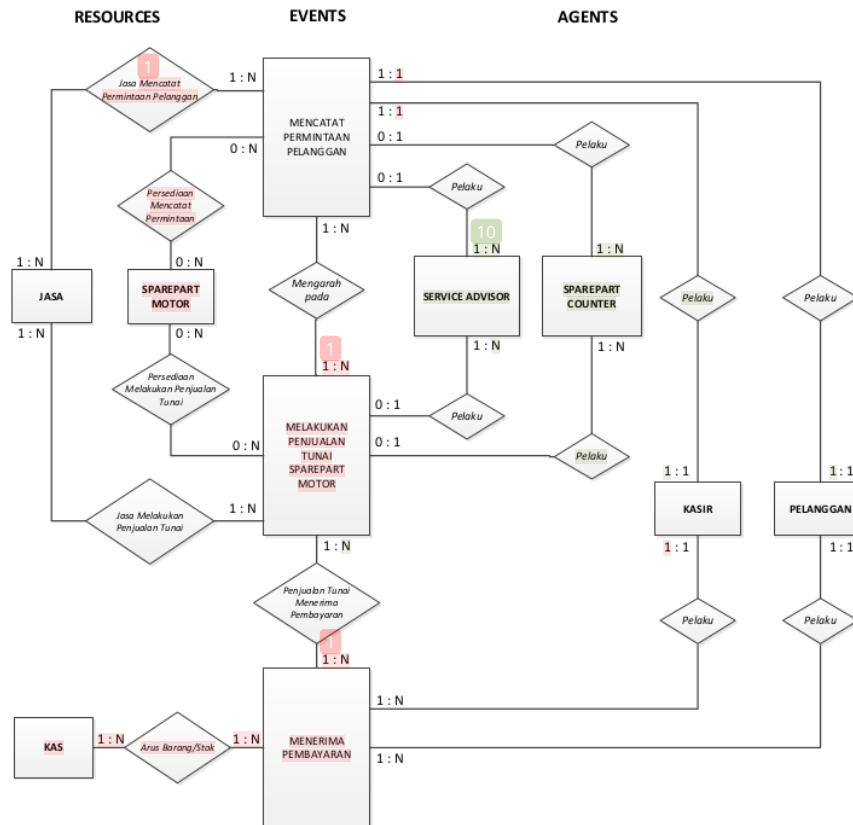 RESOURCES
EVENTS
AGENTS
1
Jasa Mencatat
Permintaan Pelanggan
1 : N
0 : N
MENCATAT
PERMINTAAN
PELANGGAN
1 : 1
1 : 1
0 : 1
0 : 1
Pelaku
Pelaku
Persediaan
Mencatat
Permintaan
1 : N
10
1 : N
1 : N
1 : N
0 : N
JASA
SPAREPART
MOTOR
Mengarah
pada
SERVICE ADVISOR
SPAREPART
COUNTER
Pelaku
Pelaku
1 : N
0 : N
1 : N
1 : N
1
1 : N
Persediaan
Melakukan Penjualan
Tunai
0 : N
MELAKUKAN
PENJUALAN
TUNAI
SPAREPART
MOTOR
0 : 1
0 : 1
Pelaku
Pelaku
1 : 1
1 : 1
Jasa Melakukan
Penjualan Tunai
1 : N
KASIR
PELANGGAN
1 : N
1 : 1
1 : 1
Penjualan Tunai
Menerima
Pembayaran
Pelaku
Pelaku
1
1 : N
KAS
1 : N
Arus Barang/Stok
1 : N
MENERIMA
PEMBAYARAN
1 : N
1 : N